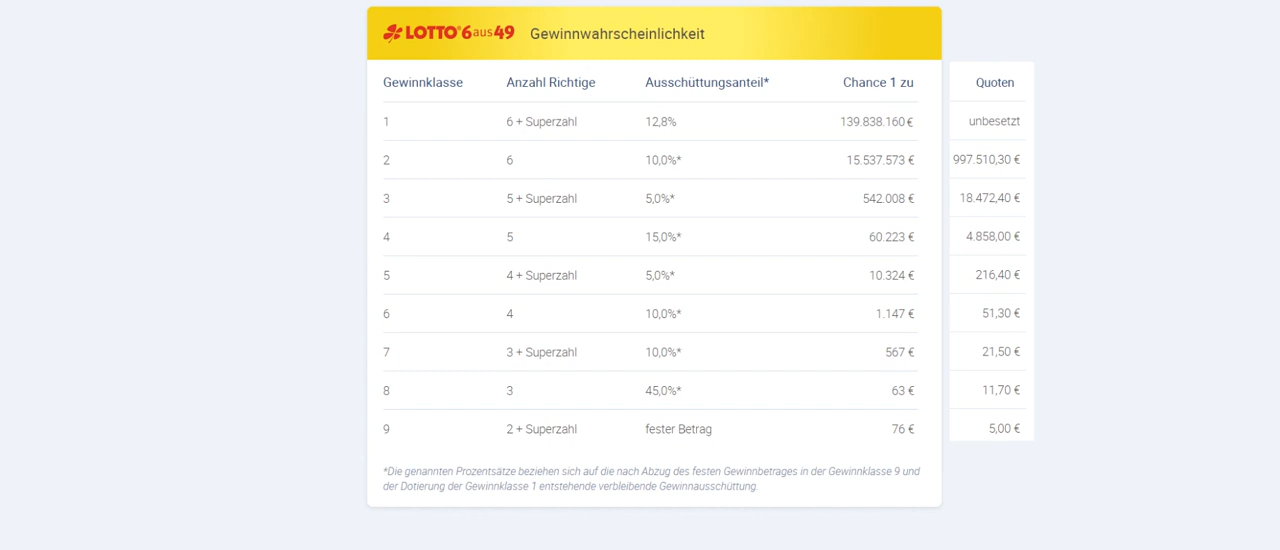 LOTTO® 6aus49 Gewinnwahrscheinlichkeit
Gewinnklasse Anzahl Richtige Ausschüttungsanteil* Chance 1 zu Quoten
1 6 + Superzahl 12,8% 139.838.160 € unbesetzt
2 6 10,0%* 15.537.573 € 997.510,30 €
3 5 + Superzahl 5,0%* 542.008 € 18.472,40 €
4 5 15,0%* 60.223 € 4.858,00 €
5 4 + Superzahl 5,0%* 10.324 € 216,40 €
6 4 10,0%* 1.147 € 51,30 €
7 3 + Superzahl 10,0%* 567 € 21,50 €
8 3 45,0%* 63 € 11,70 €
9 2 + Superzahl fester Betrag 76 € 5,00 €
*Die genannten Prozentsätze beziehen sich auf die nach Abzug des festen Gewinnbetrages in der Gewinnklasse 9 und
der Dotierung der Gewinnklasse 1 entstehende verbleibende Gewinnausschüttung.